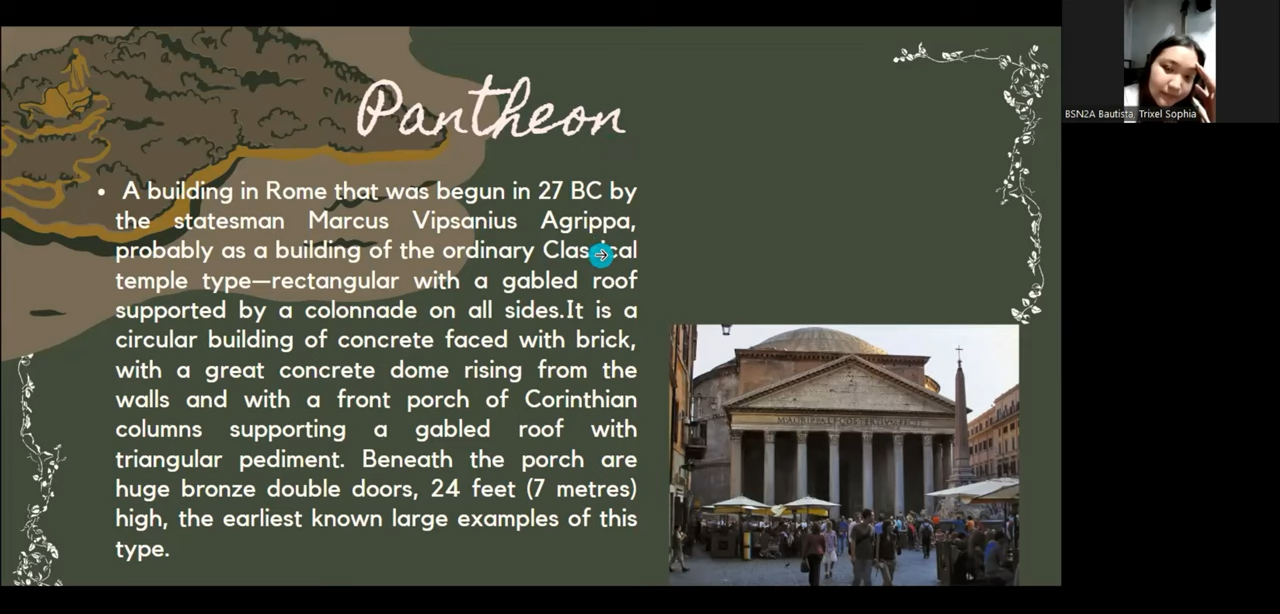 Pantheon
• A building in Rome that was begun in 27 BC by
the statesman Marcus Vipsanius Agrippa,
probably as a building of the ordinary Classical
temple type—rectangular with a gabled roof
supported by a colonnade on all sides.It is a
circular building of concrete faced with brick,
with a great concrete dome rising from the
walls and with a front porch of Corinthian
columns supporting a gabled roof with
triangular pediment. Beneath the porch are
huge bronze double doors, 24 feet (7 metres)
high, the earliest known large examples of this
type.
BSN2A Bautista, Trixel Sophia